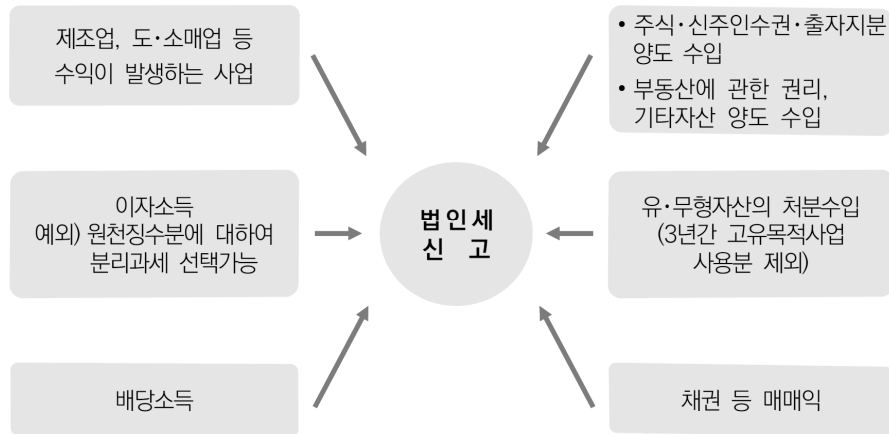 제조업, 도·소매업 등
수익이 발생하는 사업
• 주식·신주인수권·출자지분
양도 수입
• 부동산에 관한 권리,
기타자산 양도 수입
이자소득
예외) 원천징수분에 대하여
분리과세 선택가능
법인세
신 고
유·무형자산의 처분수입
(3년간 고유목적사업
사용분 제외)
배당소득
채권 등 매매익